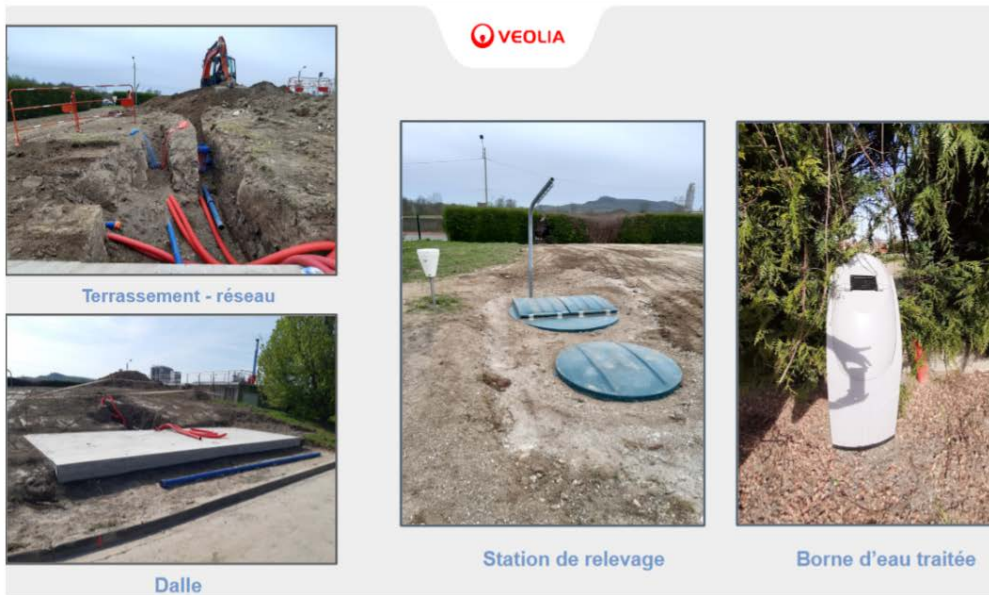 VEOLIA
Terrassement - réseau
Dalle
Station de relevage
Borne d'eau traitée